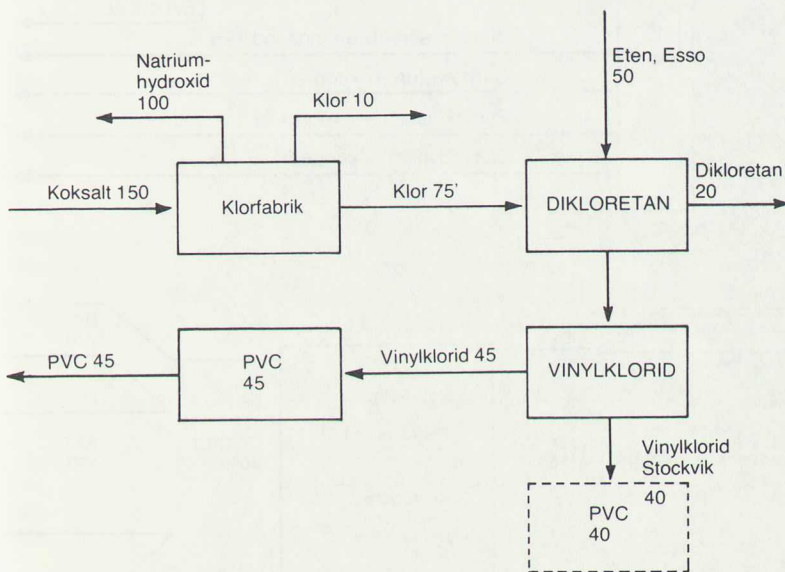 Natrium-
hydroxid
100
Klor 10
Eten, Esso
50
Koksalt 150
Klorfabrik
Klor 75'
DIKLORETAN
Dikloretan
20
PVC 45
PVC
45
Vinylklorid 45
VINYLKLORID
Vinylklorid
Stockvik
40
PVC
40